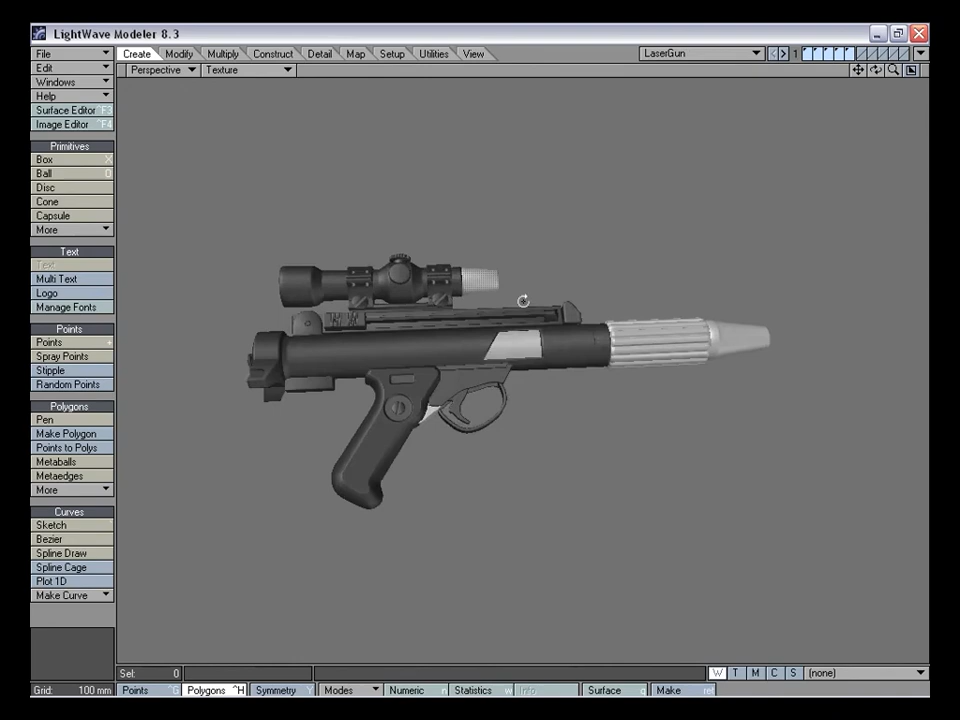 LightWave Modeler 8.3
File
Create Modify Multiply Construct Detail Map Setup Utilities View LaserGun 1
Edit
Perspective Texture
Windows
Help
Surface Editor ^F3
Image Editor ^F4
Primitives
Box X
Ball O
Disc
Cone
Capsule
More
Text
Text
Multi Text
Logo
Manage Fonts
Points
Points +
Spray Points
Stipple
Random Points
Polygons
Pen
Make Polygon
Points to Polys
Metaballs
Metaedges
More
Curves
Sketch
Bezier
Spline Draw
Spline Cage
Plot 1D
Make Curve
Sel: 0 W T M C S (none)
Grid: 100 mm Points ^G Polygons ^H Symmetry Y Modes Numeric n Statistics w Info Surface q Make ret